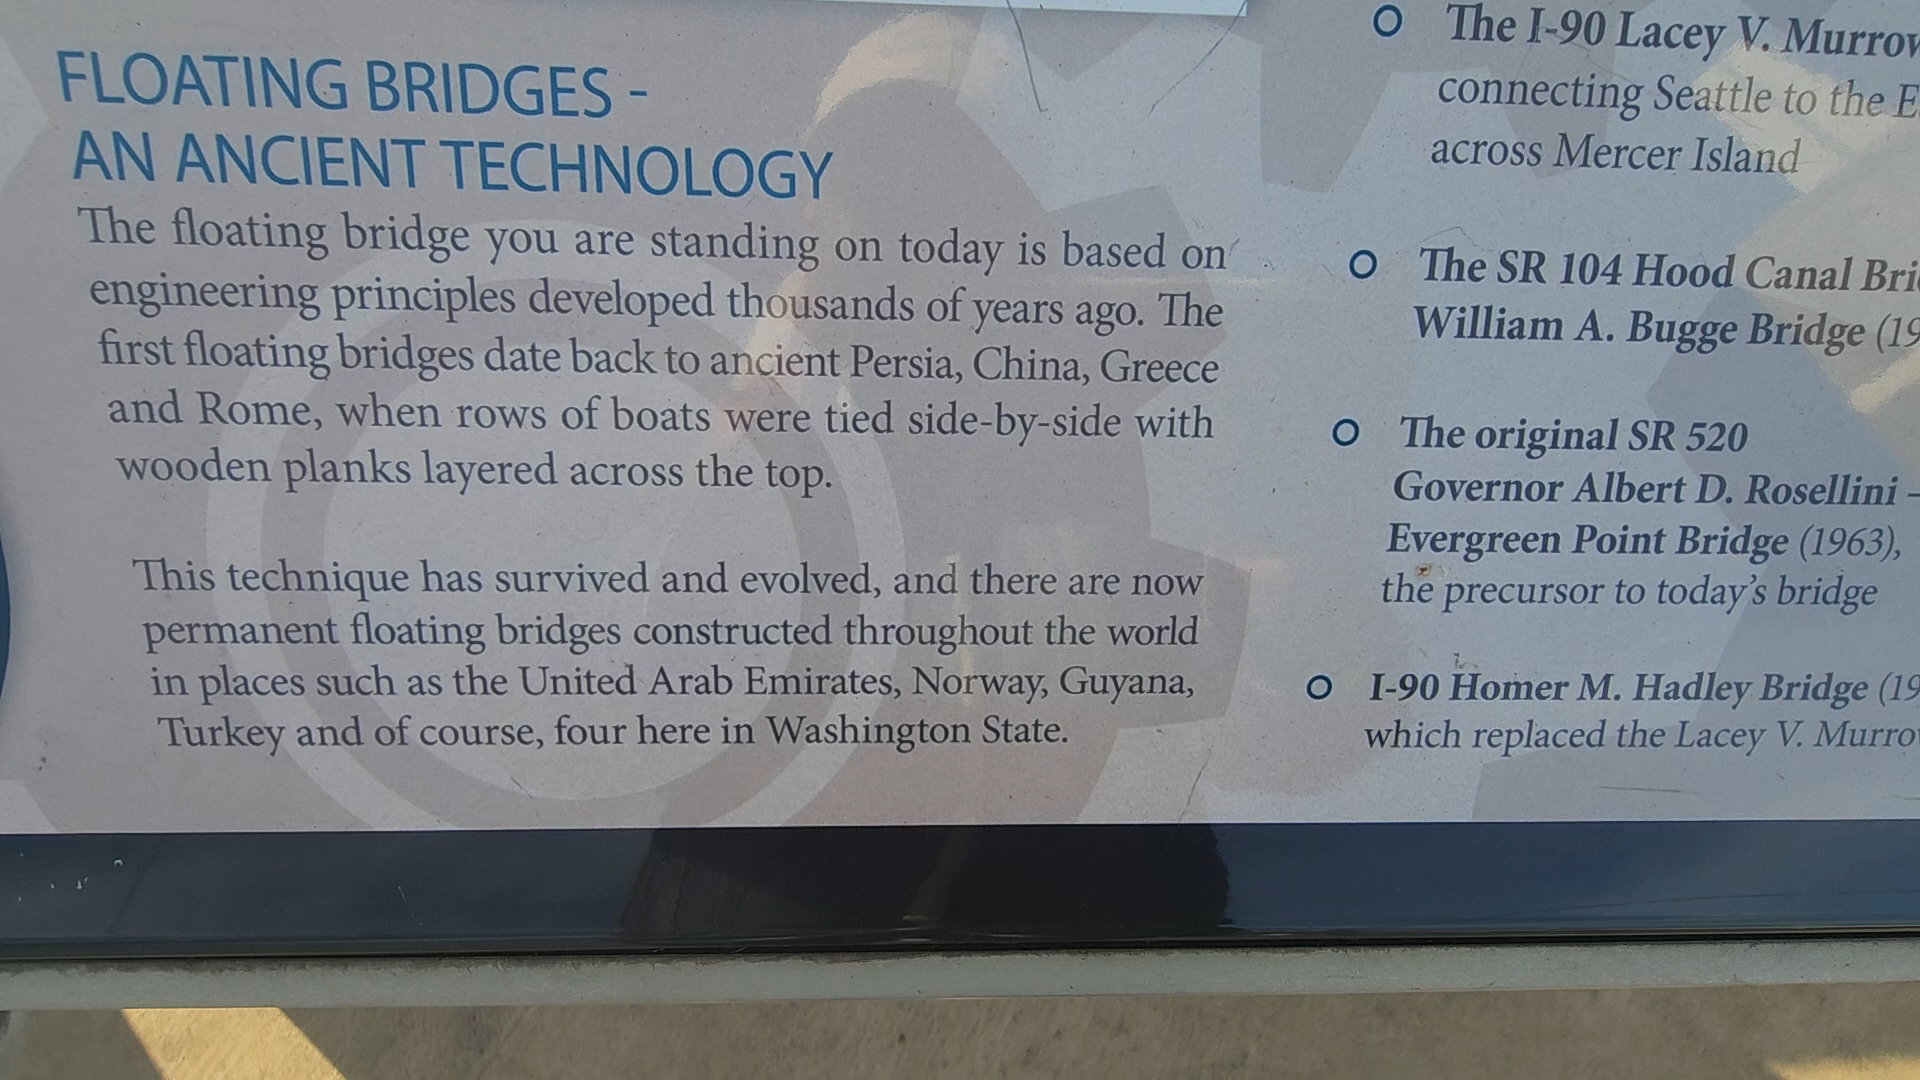 FLOATING BRIDGES -
AN ANCIENT TECHNOLOGY
The floating bridge you are standing on today is based on
engineering principles developed thousands of years ago. The
first floating bridges date back to ancient Persia, China, Greece
and Rome, when rows of boats were tied side-by-side with
wooden planks layered across the top.
This technique has survived and evolved, and there are now
permanent floating bridges constructed throughout the world
in places such as the United Arab Emirates, Norway, Guyana,
Turkey and of course, four here in Washington State.
The I-90 Lacey V.
connecting Seattle to the
across Mercer Island
The SR 104 Hood Canal
William A. Bugge Bridge
The original SR 520
Governor Albert D. Rosellini –
Evergreen Point Bridge (1963),
the precursor to today's bridge
I-90 Homer M. Hadley Bridge
which replaced the Lacey V.